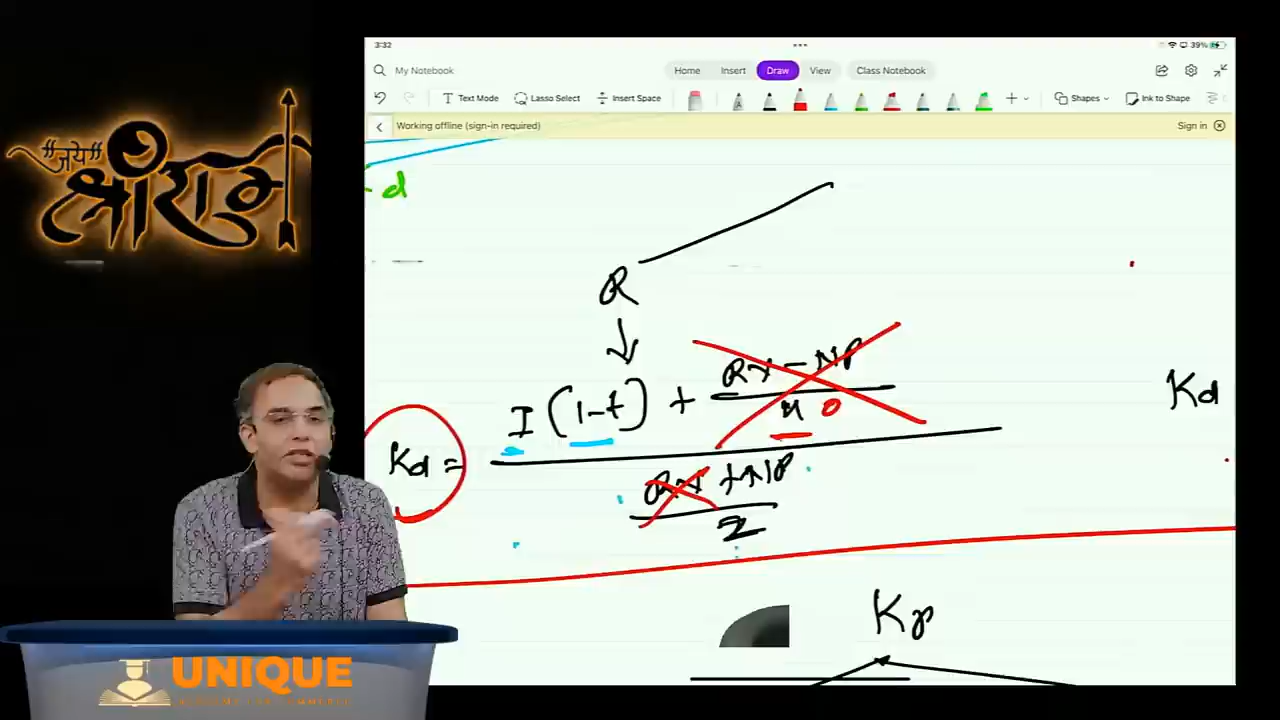 ॥जय॥
श्रीराम
3:32
39%
My Notebook
Home Insert Draw View Class Notebook
Text Mode Lasso Select Insert Space Shapes Ink to Shape
Working offline (sign-in required) Sign in
d
R
I (1-t) + RV - NP
n 0
Kd =
RV + NP
2
Kd
Kp
UNIQUE